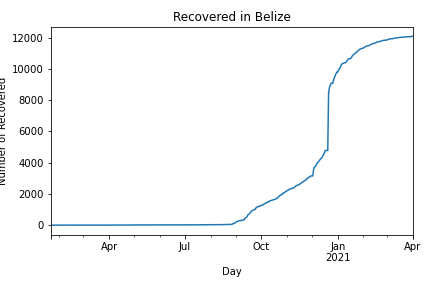 Recovered in Belize
Number of Recovered
12000
10000
8000
6000
4000
2000
0
Apr
Jul
Oct
Jan
2021
Apr
Day